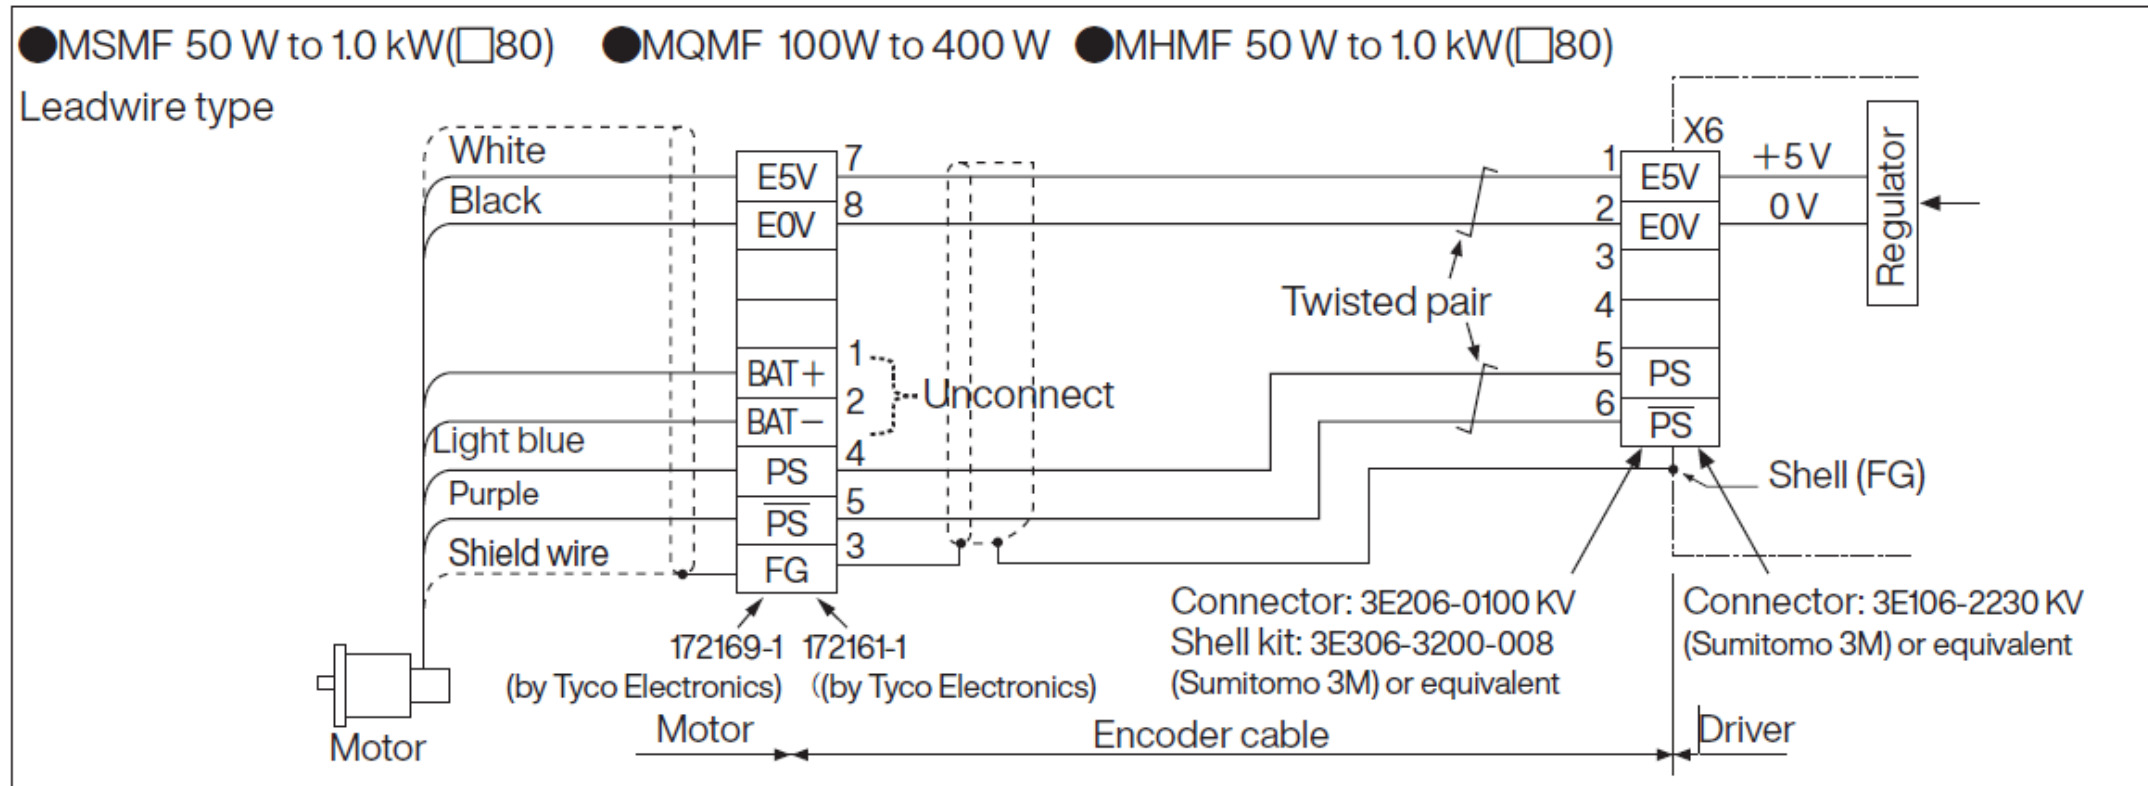 ●MSMF 50 W to 1.0 kW(□80) ●MQMF 100W to 400 W ●MHMF 50 W to 1.0 kW(□80)
Leadwire type
White
Black
Light blue
Purple
Shield wire
E5V
E0V
BAT+
BAT−
PS
P̅S̅
FG
7
8
1
2
4
5
3
Unconnect
Twisted pair
1
2
3
4
5
6
X6
E5V
E0V
PS
P̅S̅
+5 V
0 V
Regulator
Shell (FG)
172169-1
(by Tyco Electronics)
172161-1
((by Tyco Electronics)
Connector: 3E206-0100 KV
Shell kit: 3E306-3200-008
(Sumitomo 3M) or equivalent
Connector: 3E106-2230 KV
(Sumitomo 3M) or equivalent
Motor
Motor
Encoder cable
Driver